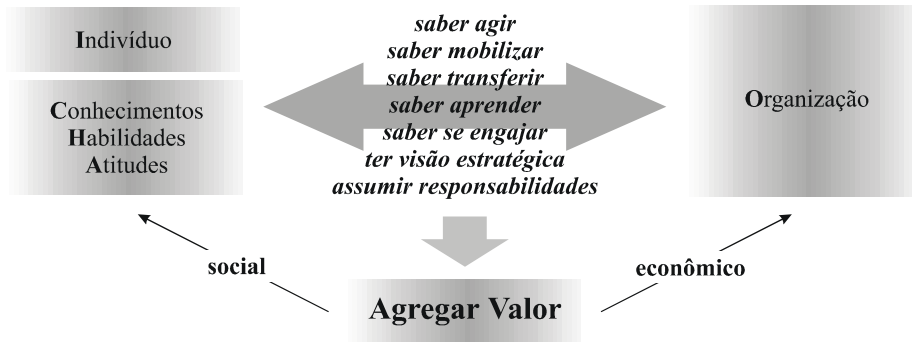 Indivíduo
Conhecimentos
Habilidades
Atitudes
saber agir
saber mobilizar
saber transferir
saber aprender
saber se engajar
ter visão estratégica
assumir responsabilidades
Organização
social
econômico
Agregar Valor